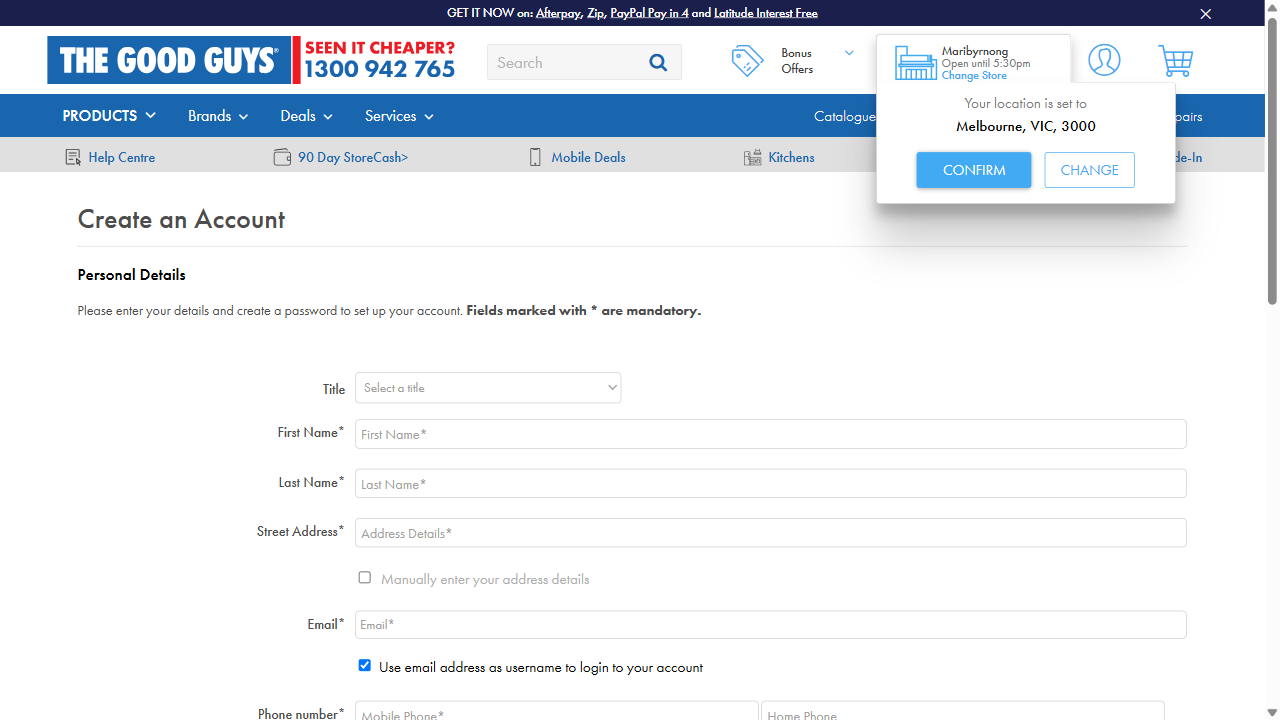 GET IT NOW on: Afterpay, Zip, PayPal Pay in 4 and Latitude Interest Free
THE GOOD GUYS
SEEN IT CHEAPER?
1300 942 765
Search
Bonus
Offers
Maribyrnong
Open until 5:30pm
Change Store
PRODUCTS
Brands
Deals
Services
Catalogue
pairs
Your location is set to
Melbourne, VIC, 3000
CONFIRM
CHANGE
Help Centre
90 Day StoreCash>
Mobile Deals
Kitchens
de-In
Create an Account
Personal Details
Please enter your details and create a password to set up your account. Fields marked with * are mandatory.
Title
Select a title
First Name*
First Name*
Last Name*
Last Name*
Street Address*
Address Details*
Manually enter your address details
Email*
Email*
Use email address as username to login to your account
Phone number*
Mobile Phone*
Home Phone